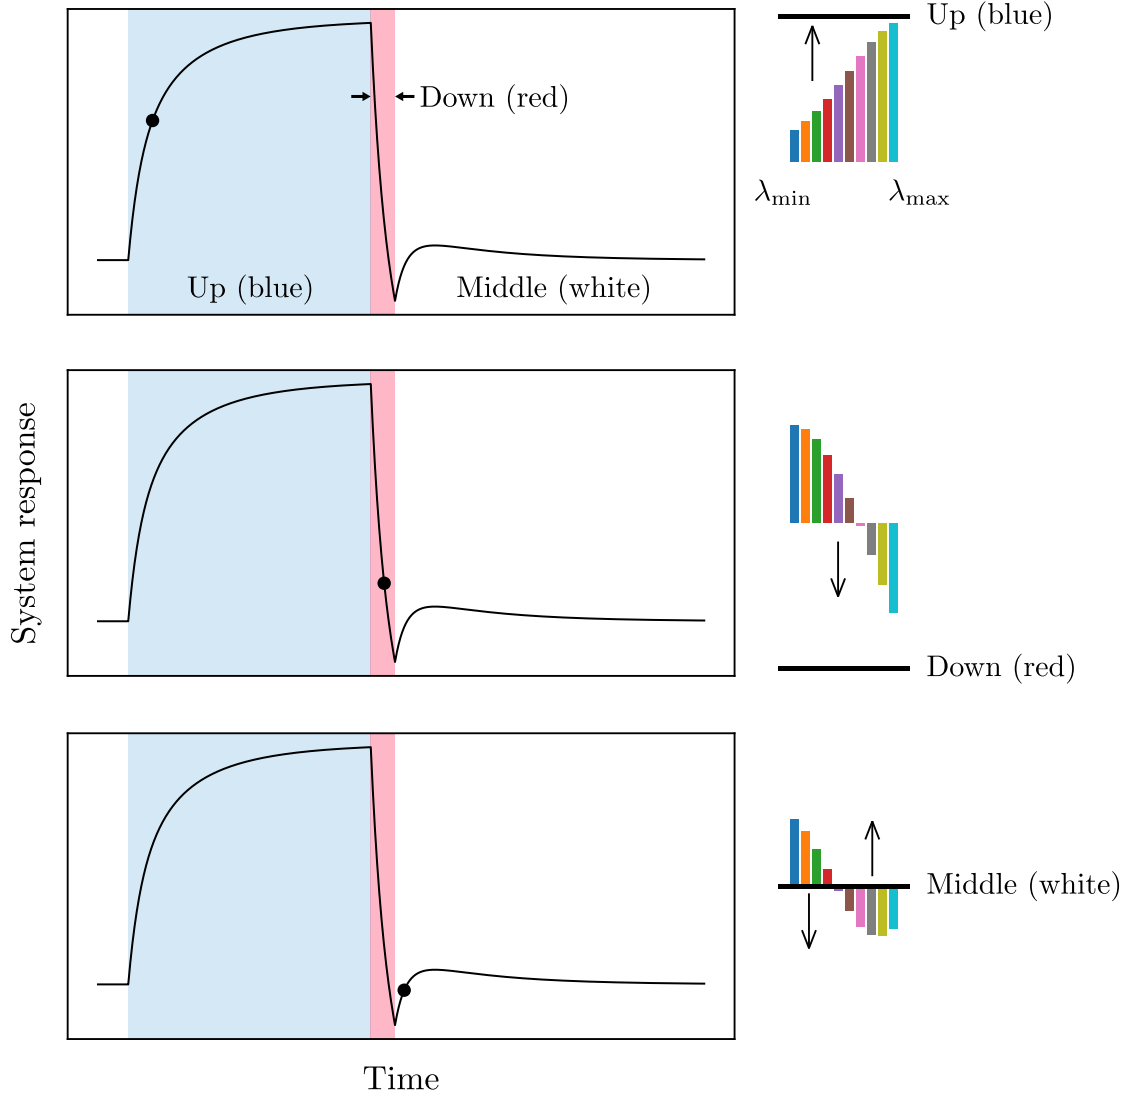 Up (blue)
Down (red)
λmin
λmax
Up (blue)
Middle (white)
System response
Down (red)
Middle (white)
Time